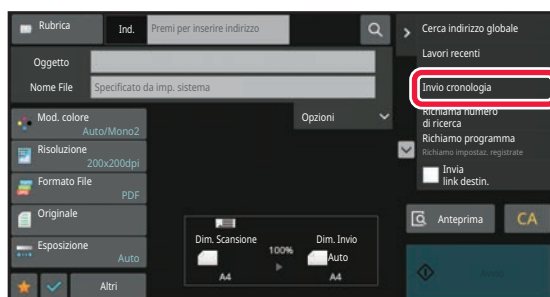 Rubrica
Ind.
Premi per inserire indirizzo
Oggetto
Nome File
Specificato da imp. sistema
Mod. colore
Auto/Mono2
Risoluzione
200x200dpi
Formato File
PDF
Originale
Esposizione
Auto
Altri
Opzioni
Dim. Scansione
100%
Dim. Invio
Auto
A4
A4
Cerca indirizzo globale
Lavori recenti
Invio cronologia
Richiama numero
di ricerca
Richiamo programma
Richiamo impostaz. registrate
Invia
link destin.
Anteprima
CA